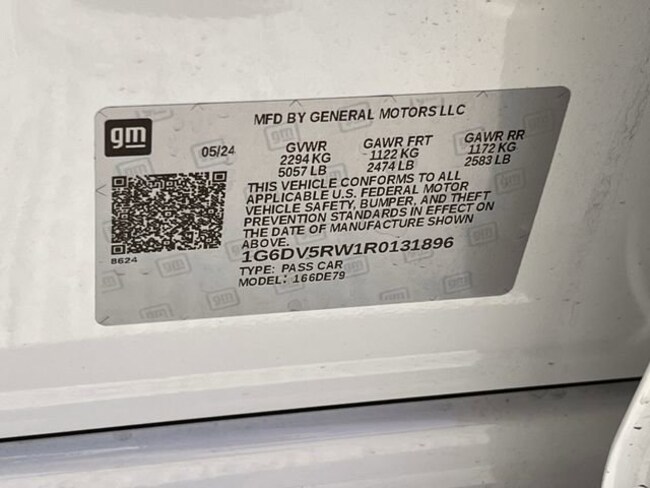 MFD BY GENERAL MOTORS LLC
gm
05/24
GVWR GAWR FRT GAWR RR
2294 KG 1122 KG 1172 KG
5057 LB 2474 LB 2583 LB
THIS VEHICLE CONFORMS TO ALL
APPLICABLE U.S. FEDERAL MOTOR
VEHICLE SAFETY, BUMPER, AND THEFT
PREVENTION STANDARDS IN EFFECT ON
THE DATE OF MANUFACTURE SHOWN
ABOVE.
8624
1G6DV5RW1R0131896
TYPE: PASS CAR
MODEL: 166DE79